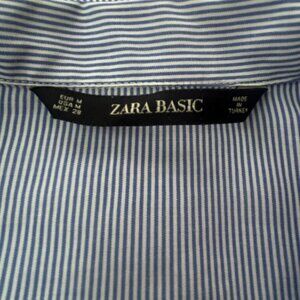 EUR M
USA M
MEX 28
ZARA BASIC
MADE
IN
TURKEY